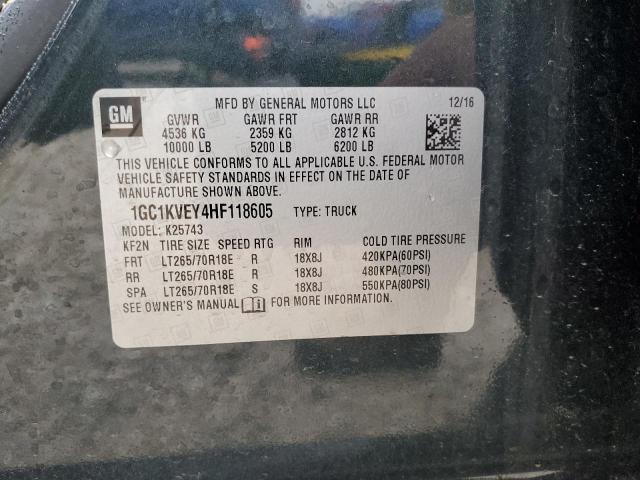 GM
MFD BY GENERAL MOTORS LLC 12/16
GVWR GAWR FRT GAWR RR
4536 KG 2359 KG 2812 KG
10000 LB 5200 LB 6200 LB
THIS VEHICLE CONFORMS TO ALL APPLICABLE U.S. FEDERAL MOTOR
VEHICLE SAFETY STANDARDS IN EFFECT ON THE DATE OF
MANUFACTURE SHOWN ABOVE.
1GC1KVEY4HF118605 TYPE: TRUCK
MODEL: K25743
KF2N TIRE SIZE SPEED RTG RIM COLD TIRE PRESSURE
FRT LT265/70R18E R 18X8J 420KPA(60PSI)
RR LT265/70R18E R 18X8J 480KPA(70PSI)
SPA LT265/70R18E S 18X8J 550KPA(80PSI)
SEE OWNER'S MANUAL FOR MORE INFORMATION.